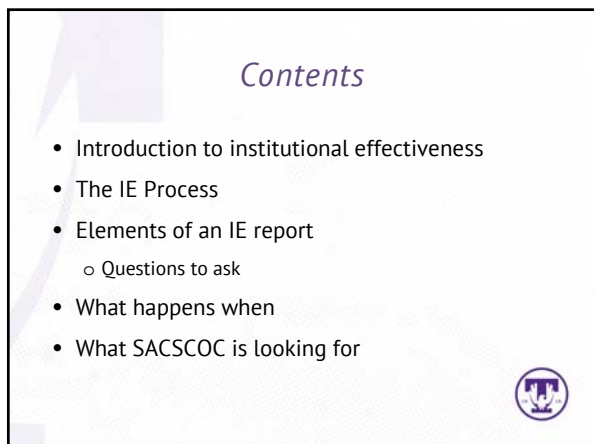 Contents
• Introduction to institutional effectiveness
• The IE Process
• Elements of an IE report
o Questions to ask
• What happens when
• What SACSCOC is looking for
T